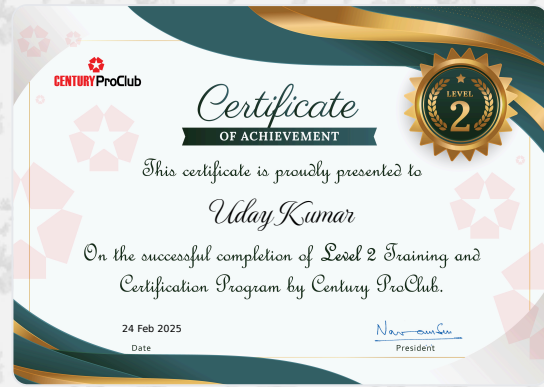 CENTURY ProClub
LEVEL
2
Certificate
OF ACHIEVEMENT
This certificate is proudly presented to
Uday Kumar
On the successful completion of Level 2 Training and
Certification Program by Century ProClub.
24 Feb 2025
Date
President